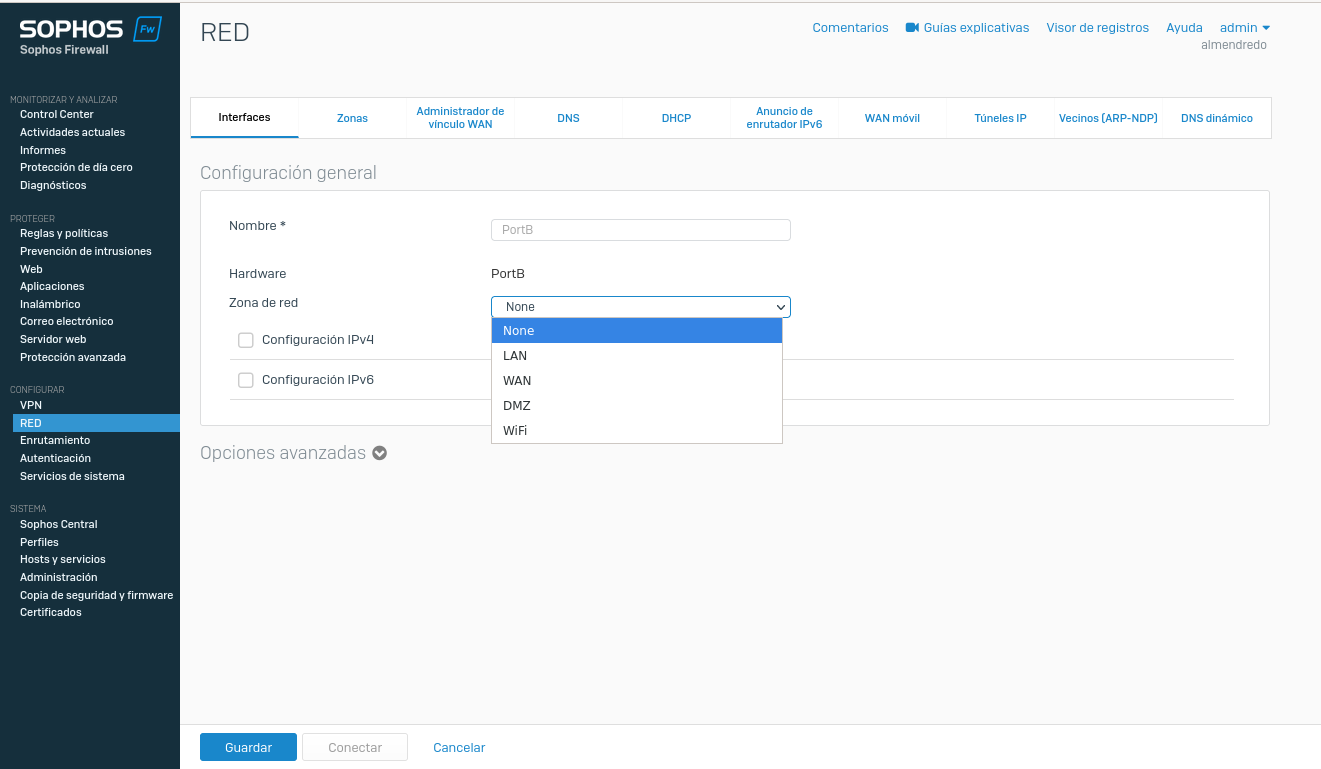 SOPHOS Fw
Sophos Firewall
MONITORIZAR Y ANALIZAR
Control Center
Actividades actuales
Informes
Protección de día cero
Diagnósticos
PROTEGER
Reglas y políticas
Prevención de intrusiones
Web
Aplicaciones
Inalámbrico
Correo electrónico
Servidor web
Protección avanzada
CONFIGURAR
VPN
RED
Enrutamiento
Autenticación
Servicios de sistema
SISTEMA
Sophos Central
Perfiles
Hosts y servicios
Administración
Copia de seguridad y firmware
Certificados
RED
Comentarios Guías explicativas Visor de registros Ayuda admin
almendredo
Interfaces Zonas Administrador de vínculo WAN DNS DHCP Anuncio de enrutador IPv6 WAN móvil Túneles IP Vecinos (ARP-NDP) DNS dinámico
Configuración general
Nombre * PortB
Hardware PortB
Zona de red None
None
LAN
WAN
DMZ
WiFi
Configuración IPv4
Configuración IPv6
Opciones avanzadas
Guardar Conectar Cancelar